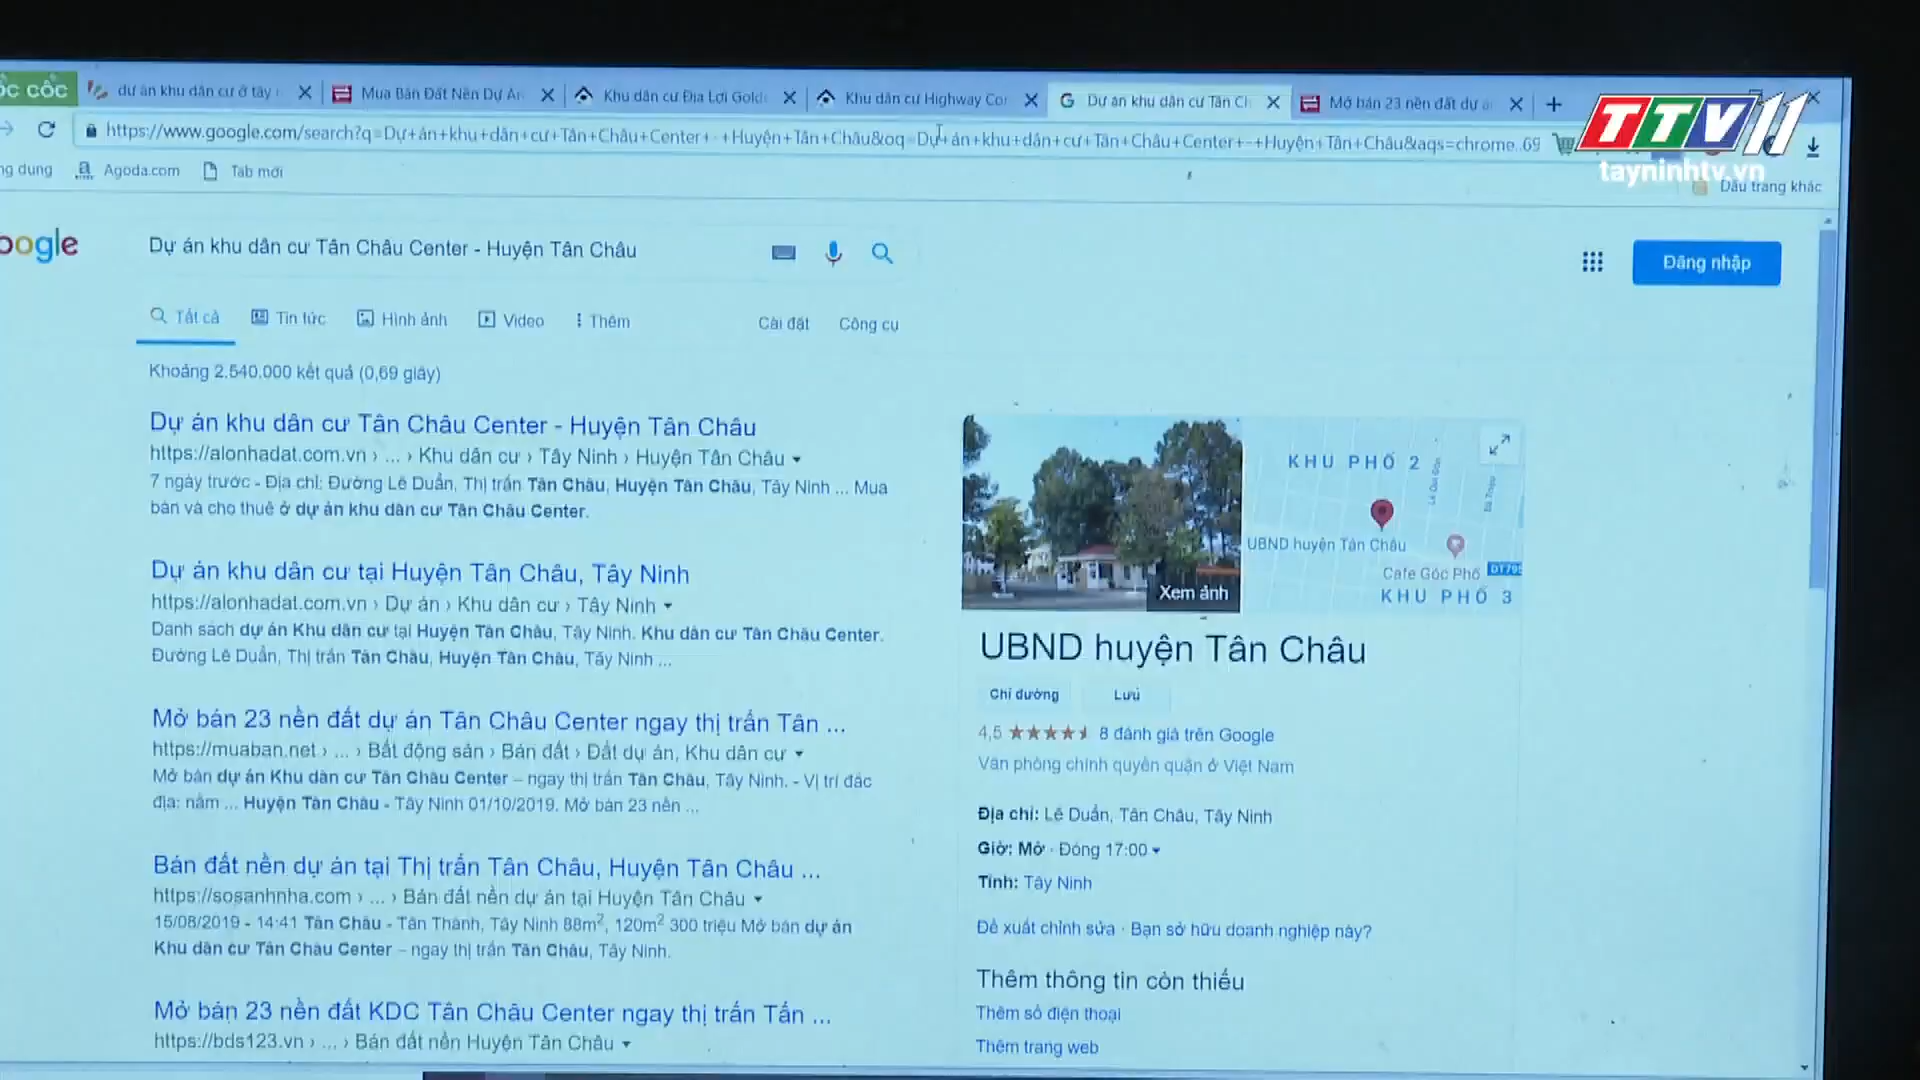 ỐC CỐC
dự án khu dân cư ở tây
Mua Bán Đất Nền Dự Án
Khu dân cư Địa Lợi Gold
Khu dân cư Highway Cor
Dự án khu dân cư Tân Ch
Mở bán 23 nền đất dự á
https://www.google.com/search?q=Dự+án+khu+dân+cư+Tân+Châu+Center+-+Huyện+Tân+Châu&oq=Dự+án+khu+dân+cư+Tân+Châu+Center+-+Huyện+Tân+Châu&aqs=chrome..69
TTV11
tayninhtv.vn
ng dụng
Agoda.com
Tab mới
Dấu trang khác
oogle
Dự án khu dân cư Tân Châu Center - Huyện Tân Châu
Đăng nhập
Tất cả
Tin tức
Hình ảnh
Video
Thêm
Cài đặt
Công cụ
Khoảng 2.540.000 kết quả (0,69 giây)
Dự án khu dân cư Tân Châu Center - Huyện Tân Châu
https://alonhadat.com.vn › ... › Khu dân cư › Tây Ninh › Huyện Tân Châu
7 ngày trước - Địa chỉ: Đường Lê Duẩn, Thị trấn Tân Châu, Huyện Tân Châu, Tây Ninh ... Mua
bán và cho thuê ở dự án khu dân cư Tân Châu Center.
Dự án khu dân cư tại Huyện Tân Châu, Tây Ninh
https://alonhadat.com.vn › Dự án › Khu dân cư › Tây Ninh
Danh sách dự án Khu dân cư tại Huyện Tân Châu, Tây Ninh. Khu dân cư Tân Châu Center.
Đường Lê Duẩn, Thị trấn Tân Châu, Huyện Tân Châu, Tây Ninh ...
Mở bán 23 nền đất dự án Tân Châu Center ngay thị trấn Tân ...
https://muaban.net › ... › Bất động sản › Bán đất › Đất dự án, Khu dân cư
Mở bán dự án Khu dân cư Tân Châu Center – ngay thị trấn Tân Châu, Tây Ninh. - Vị trí đắc
địa: nằm ... Huyện Tân Châu - Tây Ninh 01/10/2019. Mở bán 23 nền ...
Bán đất nền dự án tại Thị trấn Tân Châu, Huyện Tân Châu ...
https://sosanhnha.com › ... › Bán đất nền dự án tại Huyện Tân Châu
15/08/2019 - 14:41 Tân Châu - Tân Thành, Tây Ninh 88m², 120m² 300 triệu Mở bán dự án
Khu dân cư Tân Châu Center – ngay thị trấn Tân Châu, Tây Ninh.
Mở bán 23 nền đất KDC Tân Châu Center ngay thị trấn Tân ...
https://bds123.vn › ... › Bán đất nền Huyện Tân Châu
KHU PHỐ 2
UBND huyện Tân Châu
Cafe Góc Phố
ĐT795
KHU PHỐ 3
Xem ảnh
UBND huyện Tân Châu
Chỉ đường
Lưu
4,5
8 đánh giá trên Google
Văn phòng chính quyền quận ở Việt Nam
Địa chỉ: Lê Duẩn, Tân Châu, Tây Ninh
Giờ: Mở · Đóng 17:00
Tỉnh: Tây Ninh
Đề xuất chỉnh sửa · Bạn sở hữu doanh nghiệp này?
Thêm thông tin còn thiếu
Thêm số điện thoại
Thêm trang web